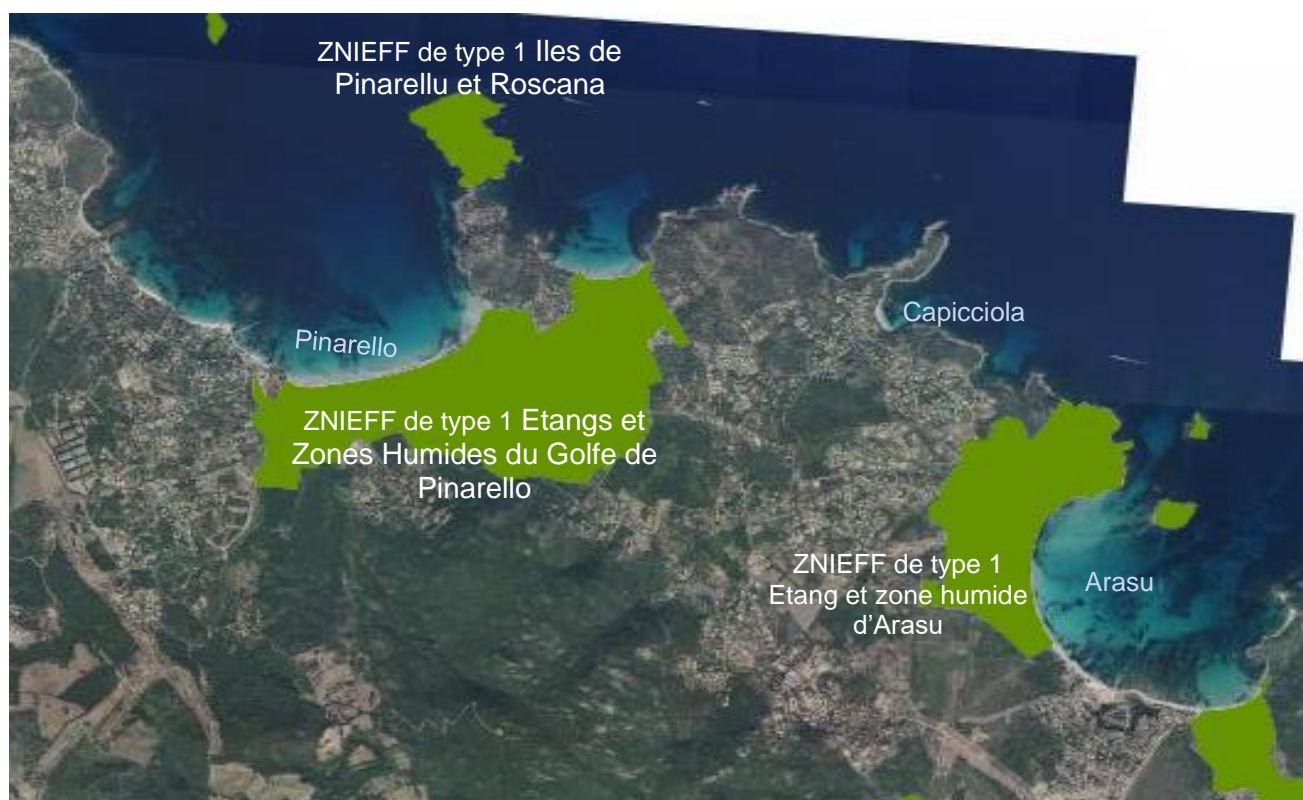 ZNIEFF de type 1 Iles de
Pinarellu et Roscana
Capicciola
Pinarello
ZNIEFF de type 1 Etangs et
Zones Humides du Golfe de
Pinarello
ZNIEFF de type 1
Etang et zone humide
d'Arasu
Arasu